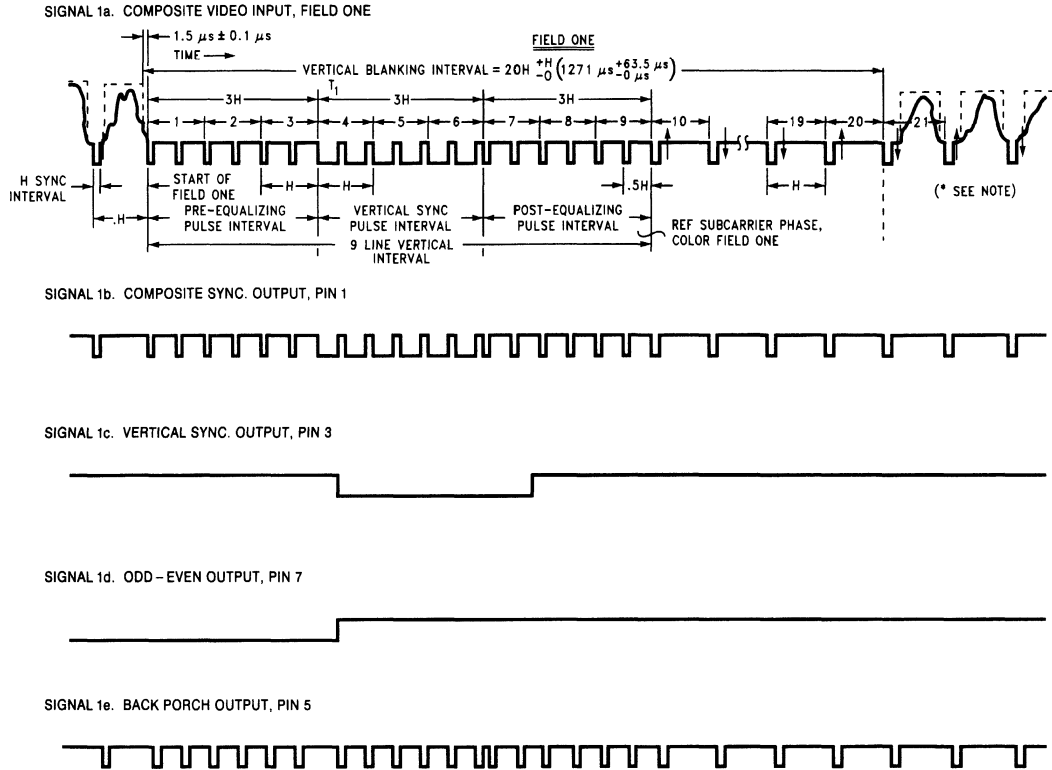 SIGNAL 1a. COMPOSITE VIDEO INPUT, FIELD ONE
1.5 µs ± 0.1 µs
TIME
FIELD ONE
VERTICAL BLANKING INTERVAL = 20H +H -0 (1271 µs +63.5 µs -0 µs)
T1
3H 3H 3H
1 2 3 4 5 6 7 8 9 10 19 20 21
H SYNC INTERVAL
START OF FIELD ONE
H H .5H H
(* SEE NOTE)
.H
PRE-EQUALIZING PULSE INTERVAL
VERTICAL SYNC PULSE INTERVAL
POST-EQUALIZING PULSE INTERVAL
REF SUBCARRIER PHASE, COLOR FIELD ONE
9 LINE VERTICAL INTERVAL
SIGNAL 1b. COMPOSITE SYNC. OUTPUT, PIN 1
SIGNAL 1c. VERTICAL SYNC. OUTPUT, PIN 3
SIGNAL 1d. ODD – EVEN OUTPUT, PIN 7
SIGNAL 1e. BACK PORCH OUTPUT, PIN 5